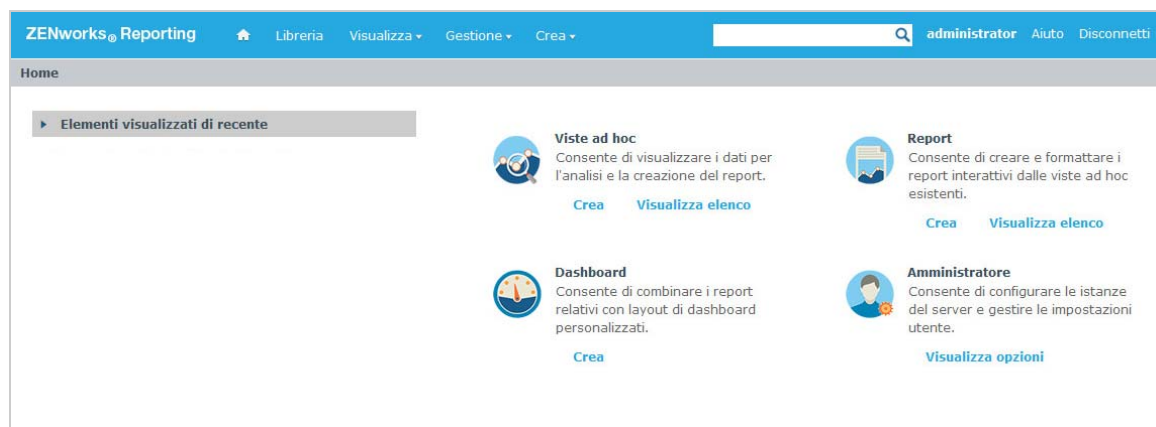 ZENworks® Reporting Libreria Visualizza Gestione Crea administrator Aiuto Disconnetti
Home
Elementi visualizzati di recente
Viste ad hoc
Consente di visualizzare i dati per
l'analisi e la creazione del report.
Crea Visualizza elenco
Report
Consente di creare e formattare i
report interattivi dalle viste ad hoc
esistenti.
Crea Visualizza elenco
Dashboard
Consente di combinare i report
relativi con layout di dashboard
personalizzati.
Crea
Amministratore
Consente di configurare le istanze
del server e gestire le impostazioni
utente.
Visualizza opzioni